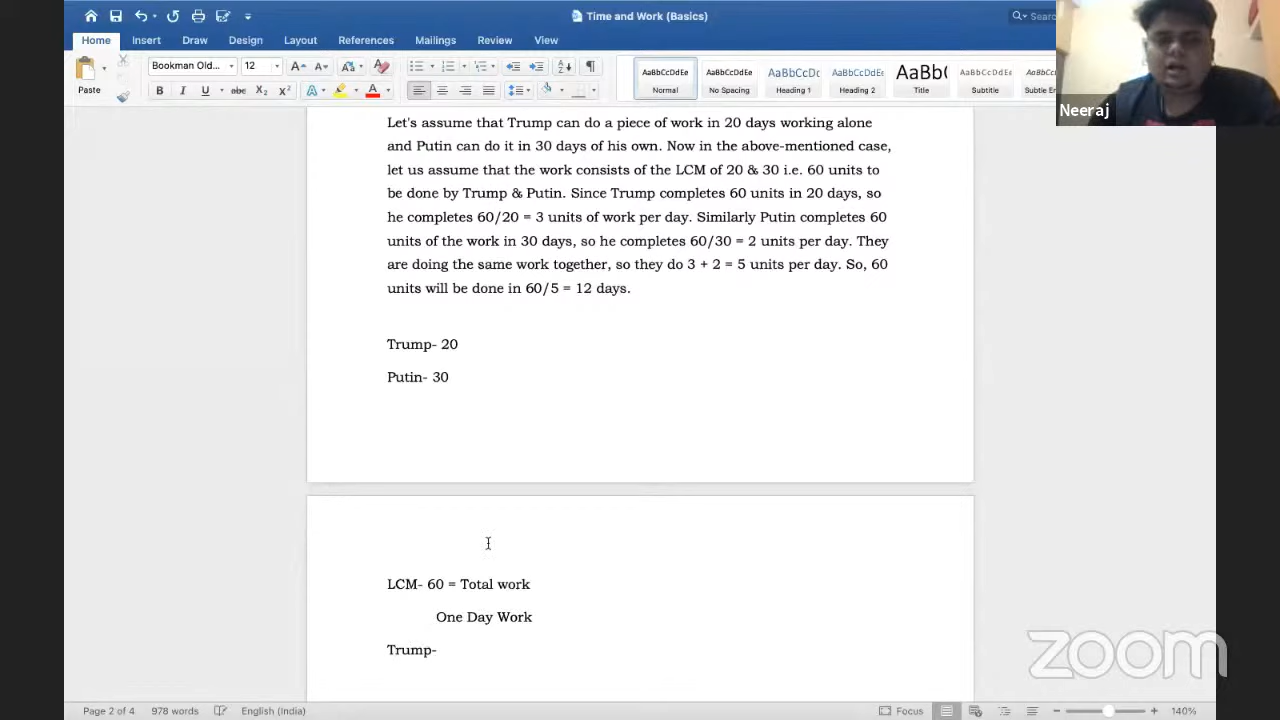 Time and Work (Basics)
Home Insert Draw Design Layout References Mailings Review View
Paste
Bookman Old... 12
Normal No Spacing Heading 1 Heading 2 Title Subtitle
Neeraj
Let's assume that Trump can do a piece of work in 20 days working alone
and Putin can do it in 30 days of his own. Now in the above-mentioned case,
let us assume that the work consists of the LCM of 20 & 30 i.e. 60 units to
be done by Trump & Putin. Since Trump completes 60 units in 20 days, so
he completes 60/20 = 3 units of work per day. Similarly Putin completes 60
units of the work in 30 days, so he completes 60/30 = 2 units per day. They
are doing the same work together, so they do 3 + 2 = 5 units per day. So, 60
units will be done in 60/5 = 12 days.
Trump- 20
Putin- 30
LCM- 60 = Total work
One Day Work
Trump-
zoom
Page 2 of 4 978 words English (India) Focus 140%